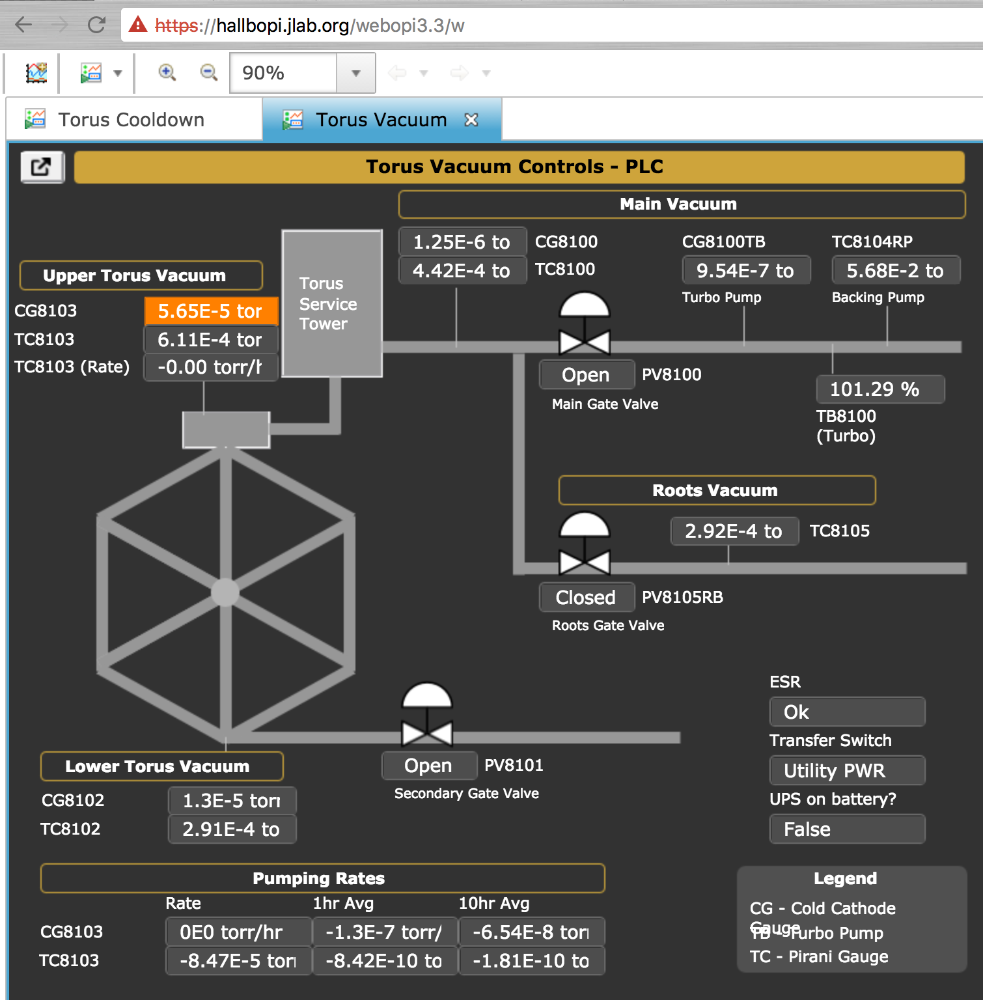 https://hallbopi.jlab.org/webopi3.3/w
90%
Torus Cooldown
Torus Vacuum
Torus Vacuum Controls - PLC
Main Vacuum
1.25E-6 to CG8100
4.42E-4 to TC8100
CG8100TB
9.54E-7 to
Turbo Pump
TC8104RP
5.68E-2 to
Backing Pump
Upper Torus Vacuum
CG8103 5.65E-5 tor
TC8103 6.11E-4 tor
TC8103 (Rate) -0.00 torr/h
Torus
Service
Tower
Open PV8100
Main Gate Valve
101.29 %
TB8100
(Turbo)
Roots Vacuum
2.92E-4 to TC8105
Closed PV8105RB
Roots Gate Valve
Open PV8101
Secondary Gate Valve
ESR
Ok
Transfer Switch
Utility PWR
UPS on battery?
False
Lower Torus Vacuum
CG8102 1.3E-5 torr
TC8102 2.91E-4 to
Pumping Rates
Rate 1hr Avg 10hr Avg
CG8103 0E0 torr/hr -1.3E-7 torr/ -6.54E-8 torr
TC8103 -8.47E-5 torr -8.42E-10 to -1.81E-10 to
Legend
CG - Cold Cathode
Gauge
TB - Turbo Pump
TC - Pirani Gauge